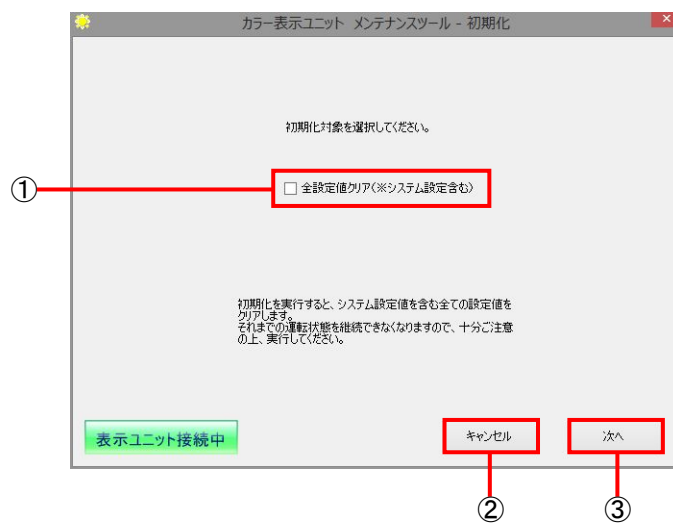 カラー表示ユニット メンテナンスツール - 初期化
初期化対象を選択してください。
①
全設定値クリア(※システム設定含む)
初期化を実行すると、システム設定値を含む全ての設定値を
クリアします。
それまでの運転状態を継続できなくなりますので、十分ご注意
の上、実行してください。
表示ユニット接続中
キャンセル
次へ
②
③